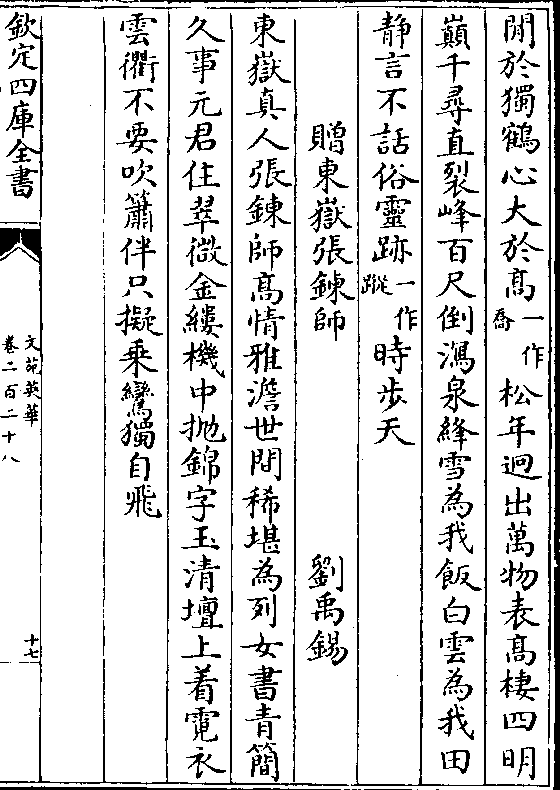 閒於獨鶴心大於高一作喬松年迥出萬物表高棲四明
巔千尋直裂峰百尺倒瀉泉絳雪為我飯白雲為我田
静言不話俗靈跡一作蹤時步天
贈東嶽張鍊師
劉禹錫
東嶽真人張鍊師高情雅澹世間稀堪為列女書青簡
久事元君住翠微金縷機中抛錦字玉清壇上着霓衣
雲衢不要吹簫伴只擬乗鸞獨自飛
欽定四庫全書
文苑英華
卷二百二十八
十七